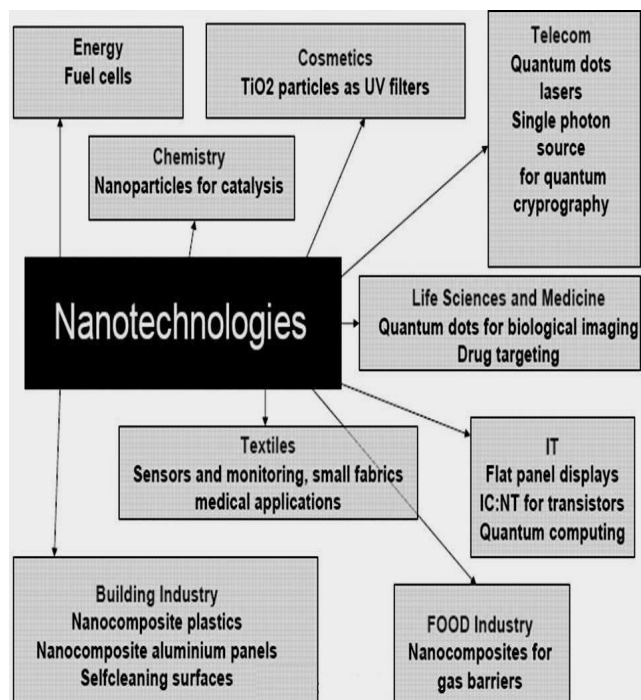 Energy
Fuel cells
Cosmetics
TiO2 particles as UV filters
Telecom
Quantum dots
lasers
Single photon
source
for quantum
cryprography
Chemistry
Nanoparticles for catalysis
Nanotechnologies
Life Sciences and Medicine
Quantum dots for biological imaging
Drug targeting
Textiles
Sensors and monitoring, small fabrics
medical applications
IT
Flat panel displays
IC:NT for transistors
Quantum computing
Building Industry
Nanocomposite plastics
Nanocomposite aluminium panels
Selfcleaning surfaces
FOOD Industry
Nanocomposites for
gas barriers